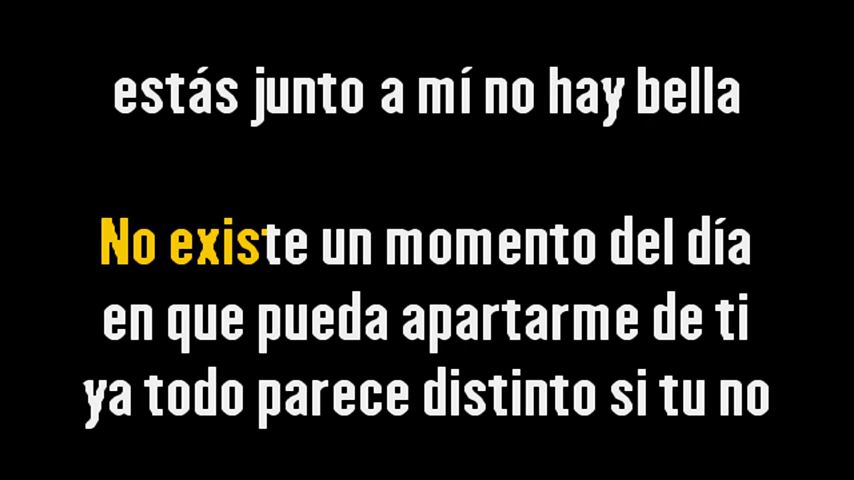 estás junto a mí no hay bella
No existe un momento del día
en que pueda apartarme de ti
ya todo parece distinto si tu no